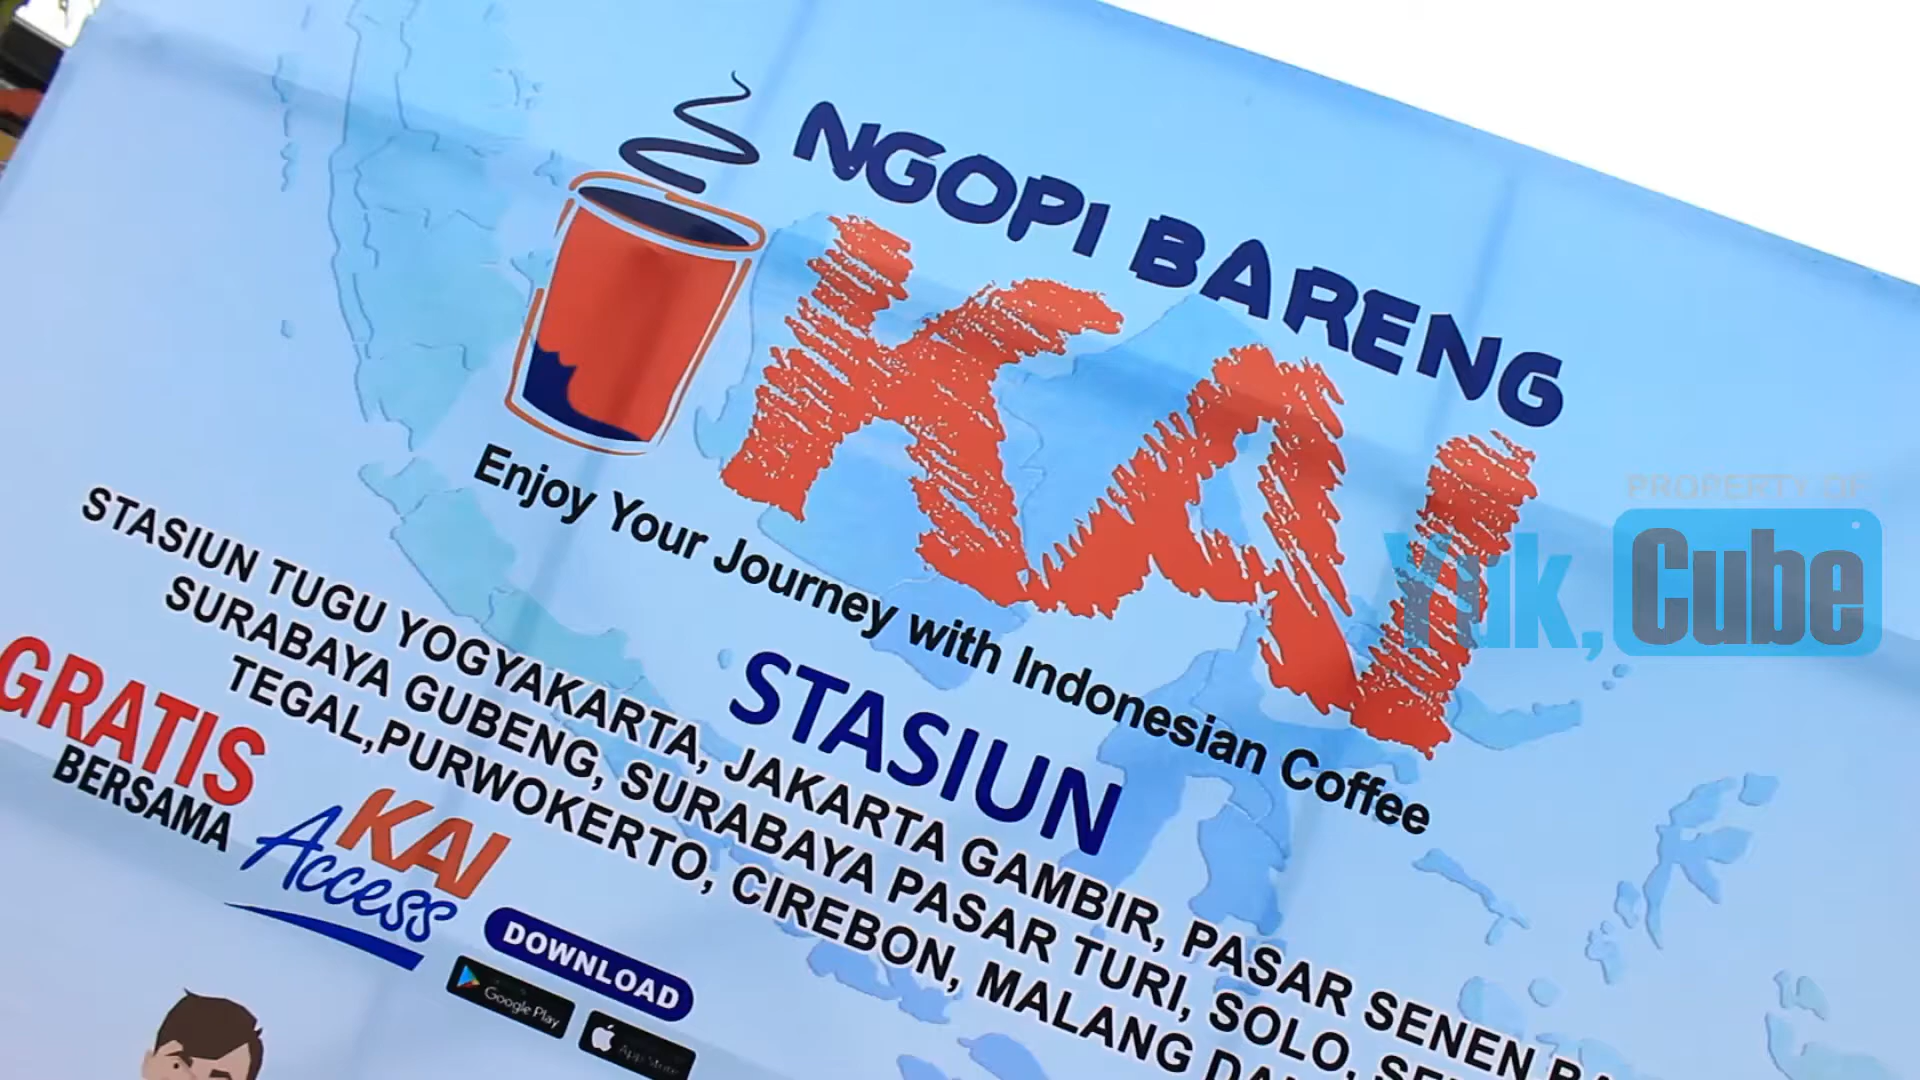 NGOPI BARENG
KAI
Enjoy Your Journey with Indonesian Coffee
STASIUN
STASIUN TUGU YOGYAKARTA, JAKARTA GAMBIR, PASAR SENEN
SURABAYA GUBENG, SURABAYA PASAR TURI, SOLO,
TEGAL,PURWOKERTO, CIREBON, MALANG
GRATIS
BERSAMA
KAI
Access
DOWNLOAD
Google Play
App Store
PROPERTY OF
Yuk, Cube